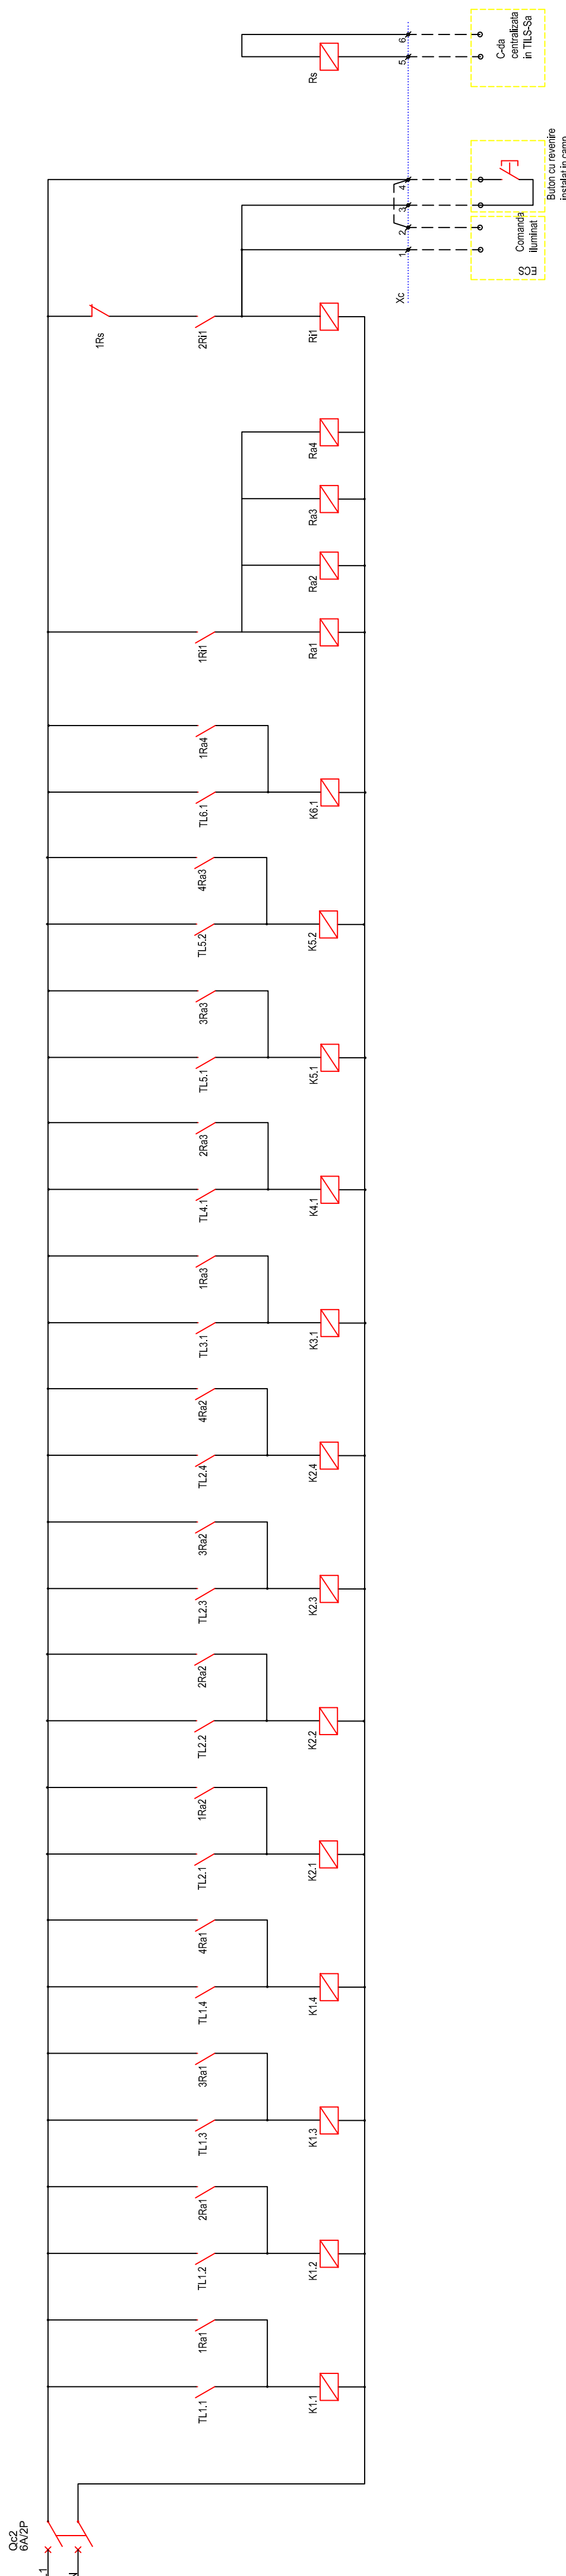 Qc2
6A/2P
N
TL1.1
1Ra1
K1.1
TL1.2
2Ra1
K1.2
TL1.3
3Ra1
K1.3
TL1.4
4Ra1
K1.4
TL2.1
1Ra2
K2.1
TL2.2
2Ra2
K2.2
TL2.3
3Ra2
K2.3
TL2.4
4Ra2
K2.4
TL3.1
1Ra3
K3.1
TL4.1
2Ra3
K4.1
TL5.1
3Ra3
K5.1
TL5.2
4Ra3
K5.2
TL6.1
1Ra4
K6.1
1Ri1
Ra1
Ra2
Ra3
Ra4
1Rs
2Ri1
Ri1
Xc
1
2
3
4
5
6
Rs
ECS
Comanda
iluminat
Buton cu revenire
instalat in camp
C-da
centralizata
in TILS-Sa